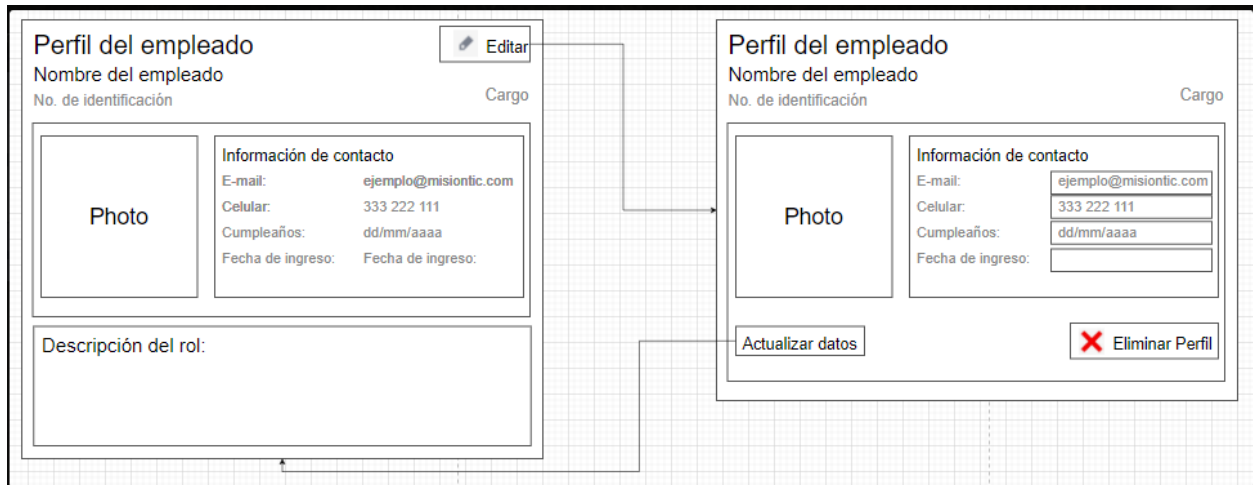 Perfil del empleado
Editar
Nombre del empleado
No. de identificación
Cargo
Photo
Información de contacto
E-mail: ejemplo@misiontic.com
Celular: 333 222 111
Cumpleaños: dd/mm/aaaa
Fecha de ingreso: Fecha de ingreso:
Descripción del rol:
Perfil del empleado
Nombre del empleado
No. de identificación
Cargo
Photo
Información de contacto
E-mail: ejemplo@misiontic.com
Celular: 333 222 111
Cumpleaños: dd/mm/aaaa
Fecha de ingreso:
Actualizar datos
Eliminar Perfil